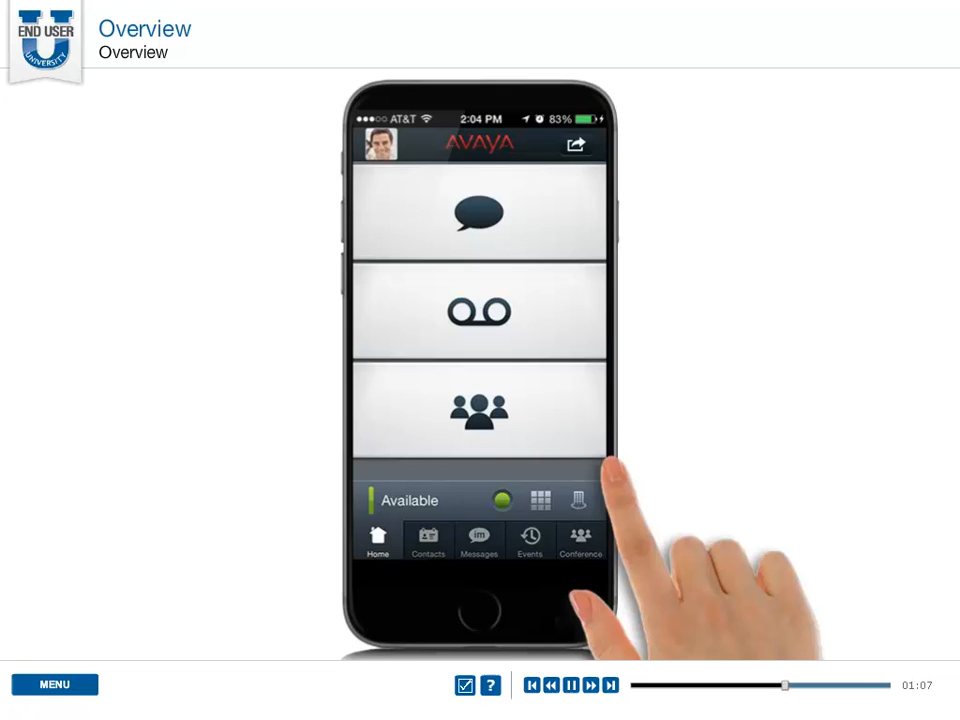 END USER
U
UNIVERSITY
Overview
Overview
AT&T 2:04 PM 83%
AVAYA
Available
im
Home Contacts Messages Events Conference
MENU
?
01:07